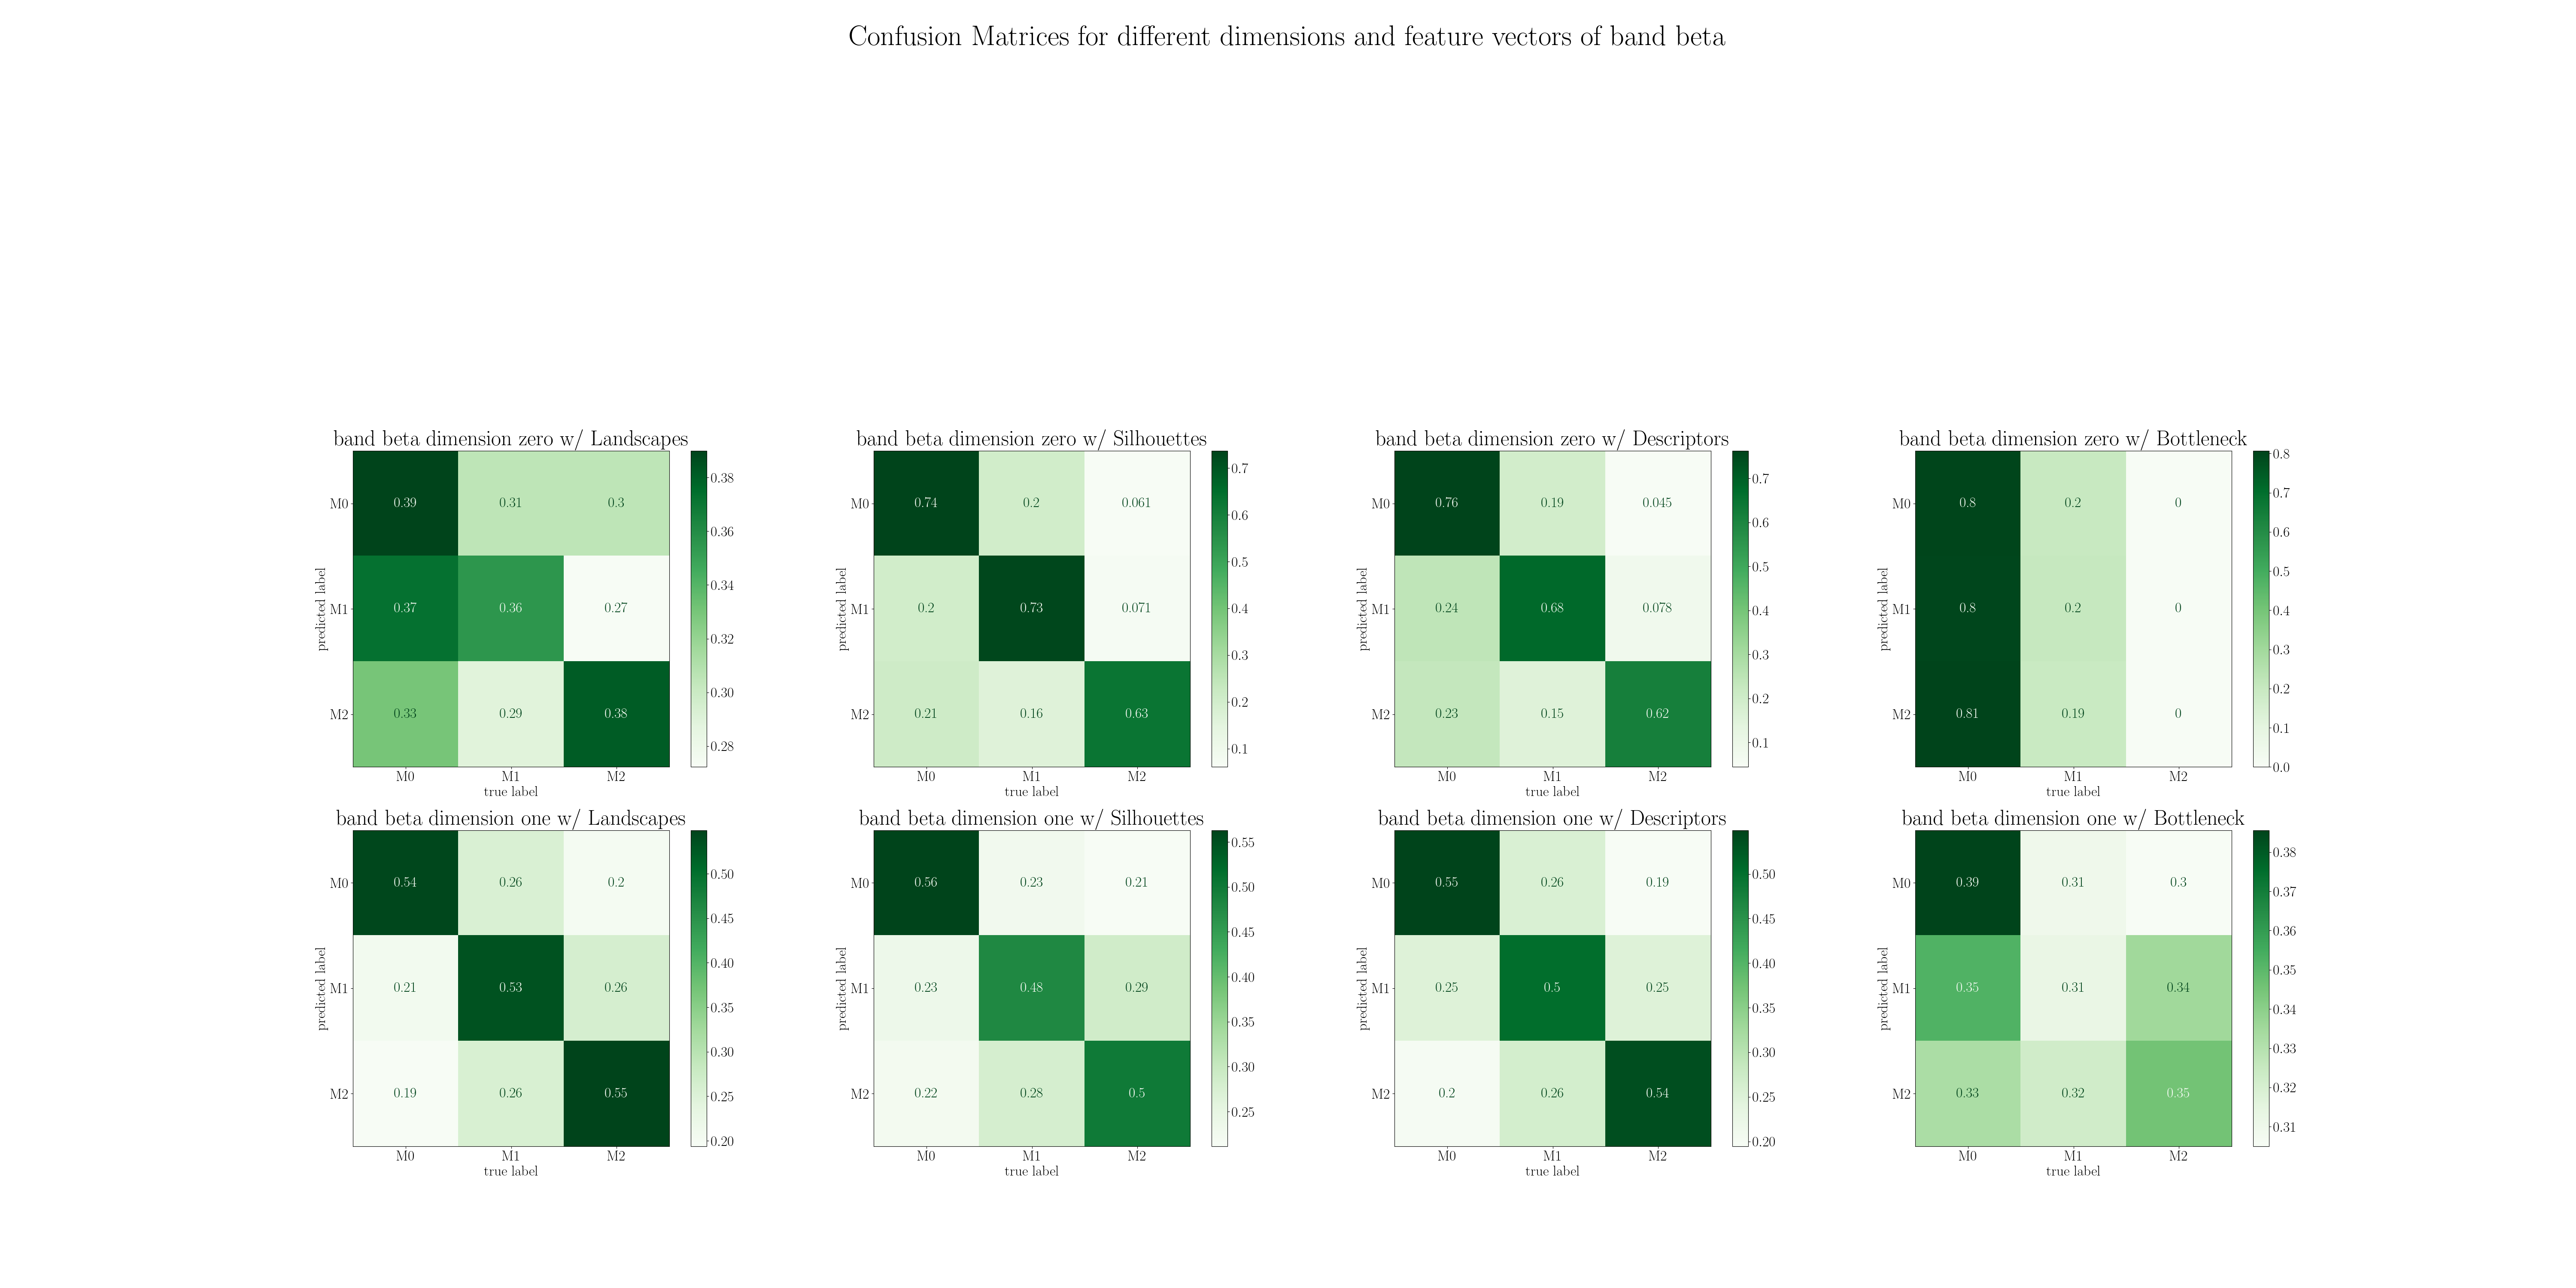 Confusion Matrices for different dimensions and feature vectors of band beta
band beta dimension zero w/ Landscapes
predicted label
M0 0.39 0.31 0.3
M1 0.37 0.36 0.27
M2 0.33 0.29 0.38
M0 M1 M2
true label
0.38
0.36
0.34
0.32
0.30
0.28
band beta dimension zero w/ Silhouettes
predicted label
M0 0.74 0.2 0.061
M1 0.2 0.73 0.071
M2 0.21 0.16 0.63
M0 M1 M2
true label
0.7
0.6
0.5
0.4
0.3
0.2
0.1
band beta dimension zero w/ Descriptors
predicted label
M0 0.76 0.19 0.045
M1 0.24 0.68 0.078
M2 0.23 0.15 0.62
M0 M1 M2
true label
0.7
0.6
0.5
0.4
0.3
0.2
0.1
band beta dimension zero w/ Bottleneck
predicted label
M0 0.8 0.2 0
M1 0.8 0.2 0
M2 0.81 0.19 0
M0 M1 M2
true label
0.8
0.7
0.6
0.5
0.4
0.3
0.2
0.1
0.0
band beta dimension one w/ Landscapes
predicted label
M0 0.54 0.26 0.2
M1 0.21 0.53 0.26
M2 0.19 0.26 0.55
M0 M1 M2
true label
0.50
0.45
0.40
0.35
0.30
0.25
0.20
band beta dimension one w/ Silhouettes
predicted label
M0 0.56 0.23 0.21
M1 0.23 0.48 0.29
M2 0.22 0.28 0.5
M0 M1 M2
true label
0.55
0.50
0.45
0.40
0.35
0.30
0.25
band beta dimension one w/ Descriptors
predicted label
M0 0.55 0.26 0.19
M1 0.25 0.5 0.25
M2 0.2 0.26 0.54
M0 M1 M2
true label
0.50
0.45
0.40
0.35
0.30
0.25
0.20
band beta dimension one w/ Bottleneck
predicted label
M0 0.39 0.31 0.3
M1 0.35 0.31 0.34
M2 0.33 0.32 0.35
M0 M1 M2
true label
0.38
0.37
0.36
0.35
0.34
0.33
0.32
0.31